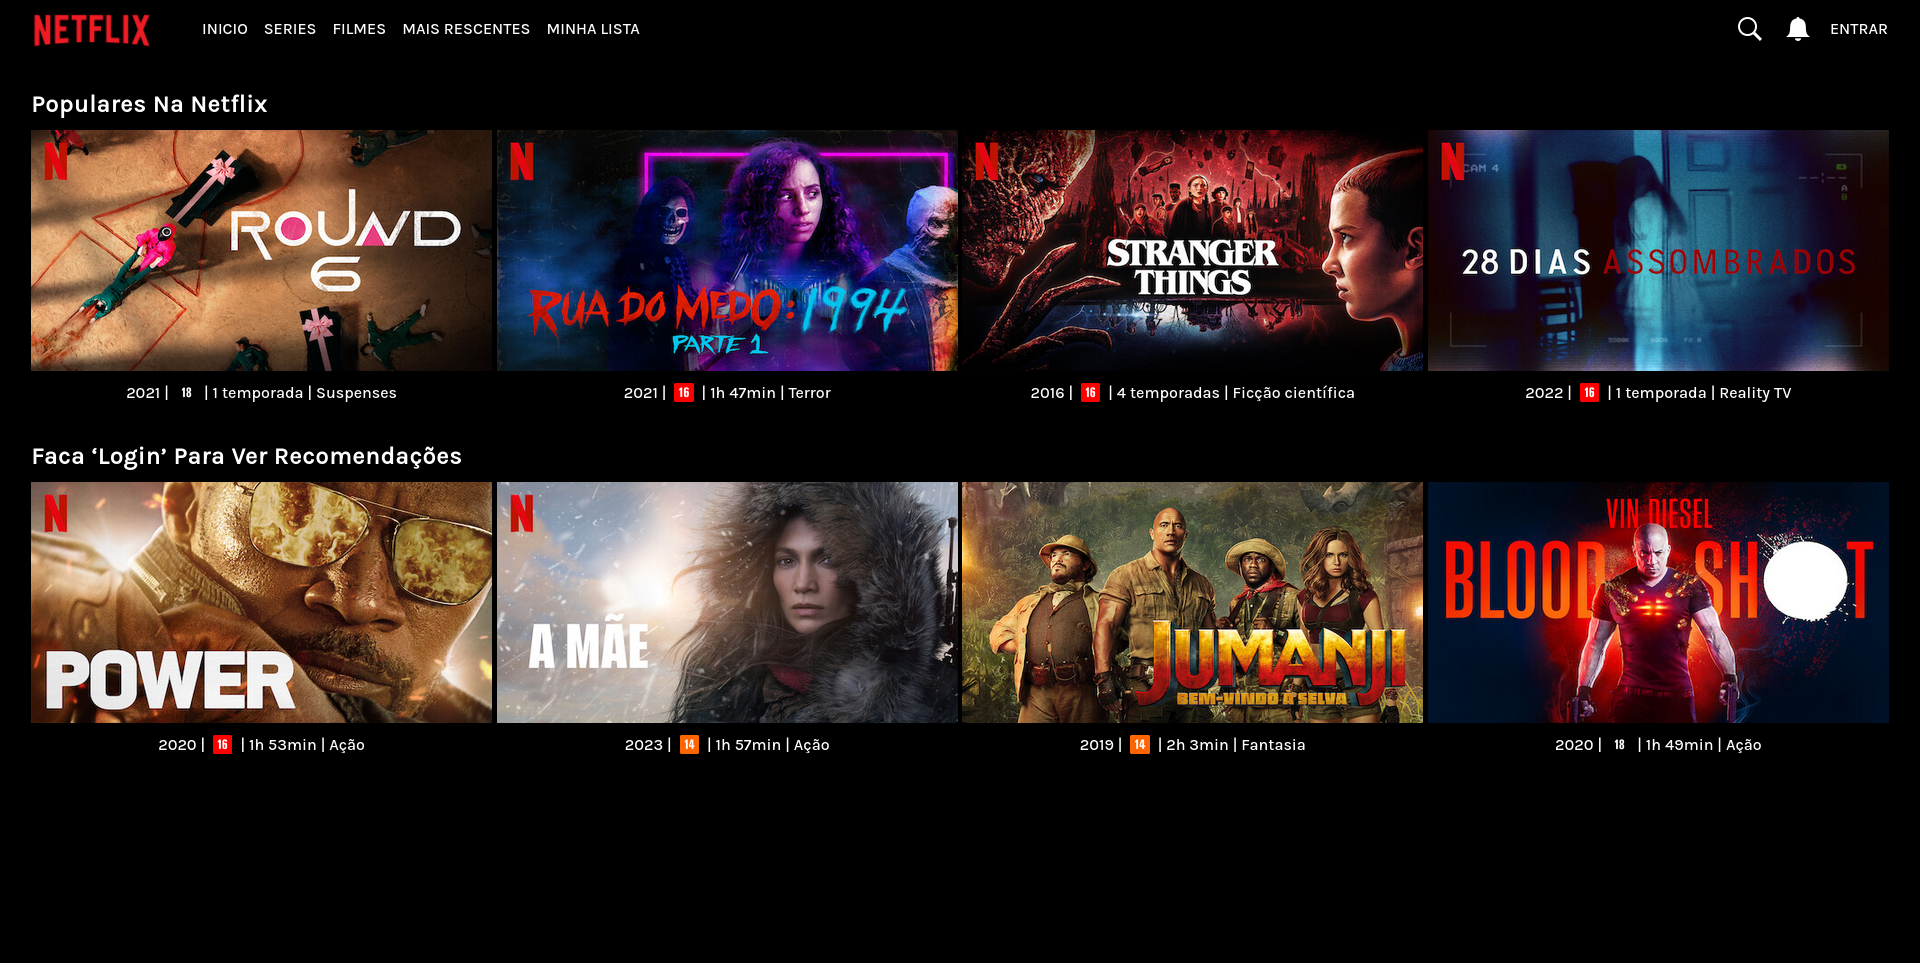 NETFLIX INICIO SERIES FILMES MAIS RESCENTES MINHA LISTA ENTRAR
Populares Na Netflix
N
ROUND
6
N
RUA DO MEDO: 1994
PARTE 1
N
STRANGER
THINGS
N
CAM 4
A
28 DIAS ASSOMBRADOS
2021 | 18 | 1 temporada | Suspenses
2021 | 16 | 1h 47min | Terror
2016 | 16 | 4 temporadas | Ficção científica
2022 | 16 | 1 temporada | Reality TV
Faca ‘Login’ Para Ver Recomendações
N
POWER
N
A MÃE
JUMANJI
BEM-VINDO À SELVA
VIN DIESEL
BLOODSHOT
2020 | 16 | 1h 53min | Ação
2023 | 14 | 1h 57min | Ação
2019 | 14 | 2h 3min | Fantasia
2020 | 18 | 1h 49min | Ação